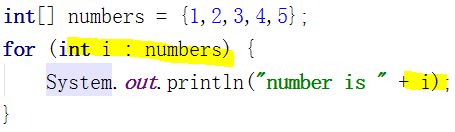 int[] numbers = {1,2,3,4,5};
for (int i : numbers) {
System.out.println("number is " + i);
}